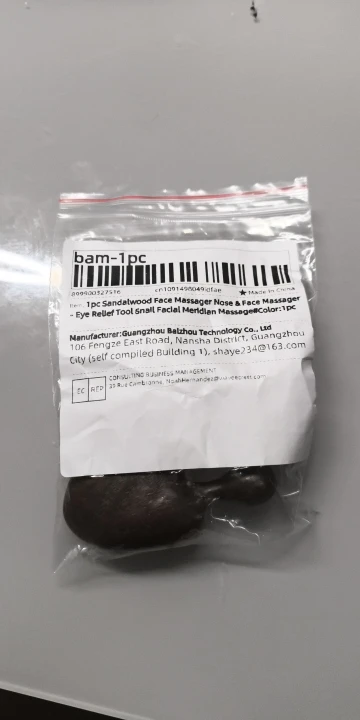 bam-1pc
★ Made in China
Item: 1pc Sandalwood Face Massager Nose & Face Massager
- Eye Relief Tool Snail Facial Meridian Massage#Color:1pc
Manufacturer:Guangzhou Baizhou Technology Co., Ltd
106 Fengze East Road, Nansha District, Guangzhou
City (self compiled Building 1), shaye234@163.com
EC REP
CONSULTING BUSINESS MANAGEMENT